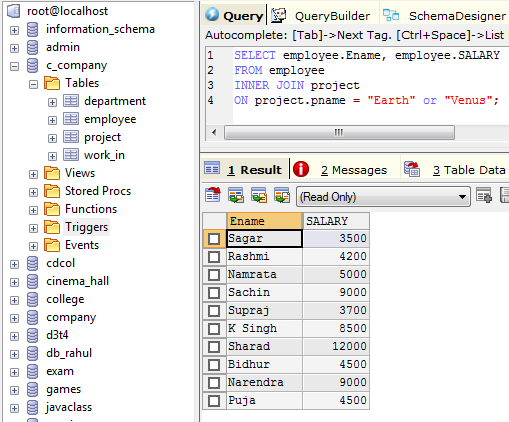 root@localhost
information_schema
admin
c_company
Tables
department
employee
project
work_in
Views
Stored Procs
Functions
Triggers
Events
cdcol
cinema_hall
college
company
d3t4
db_rahul
exam
games
javaclass
Query QueryBuilder SchemaDesigner
Autocomplete: [Tab]->Next Tag. [Ctrl+Space]->List
1 SELECT employee.Ename, employee.SALARY
2 FROM employee
3 INNER JOIN project
4 ON project.pname = "Earth" or "Venus";
1 Result 2 Messages 3 Table Data
(Read Only)
Ename SALARY
Sagar 3500
Rashmi 4200
Namrata 5000
Sachin 9000
Supraj 3700
K Singh 8500
Sharad 12000
Bidhur 4500
Narendra 9000
Puja 4500